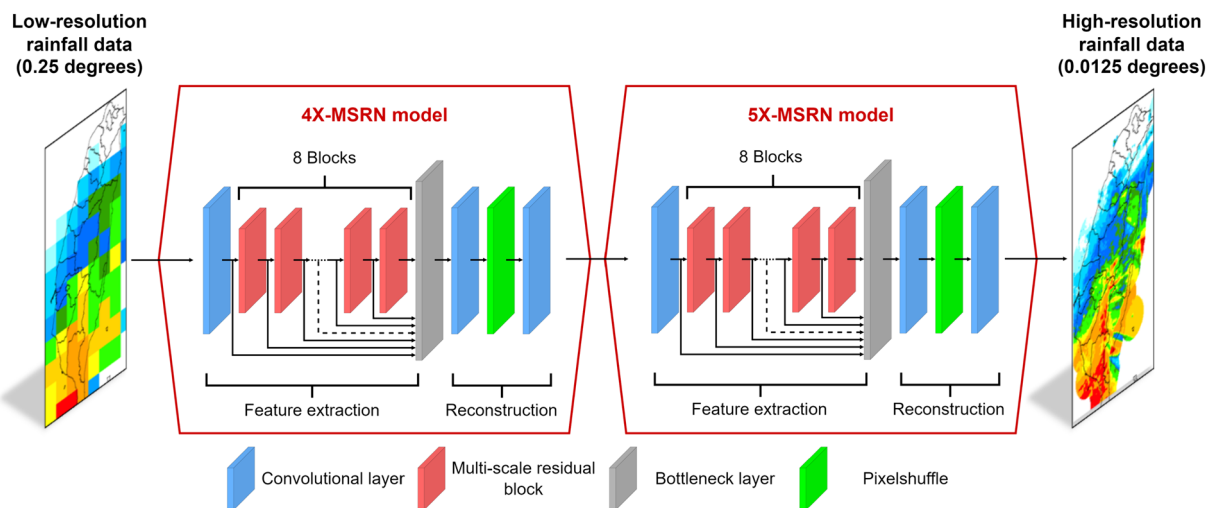 Low-resolution
rainfall data
(0.25 degrees)
High-resolution
rainfall data
(0.0125 degrees)
4X-MSRN model
5X-MSRN model
8 Blocks
8 Blocks
Feature extraction
Reconstruction
Feature extraction
Reconstruction
Convolutional layer
Multi-scale residual
block
Bottleneck layer
Pixelshuffle